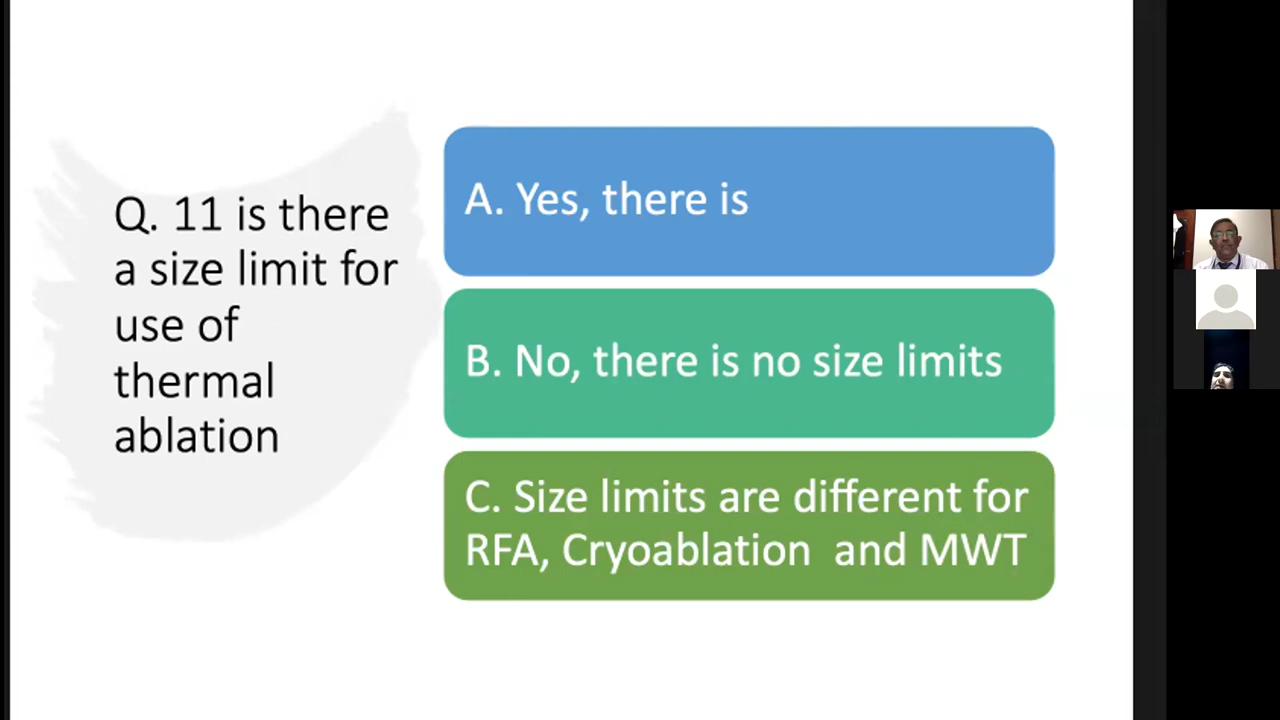 Q. 11 is there
a size limit for
use of
thermal
ablation
A. Yes, there is
B. No, there is no size limits
C. Size limits are different for
RFA, Cryoablation and MWT